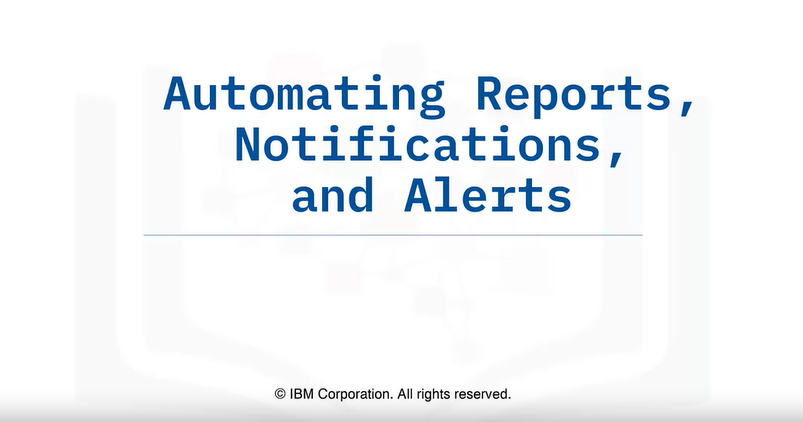 Automating Reports,
Notifications,
and Alerts
© IBM Corporation. All rights reserved.